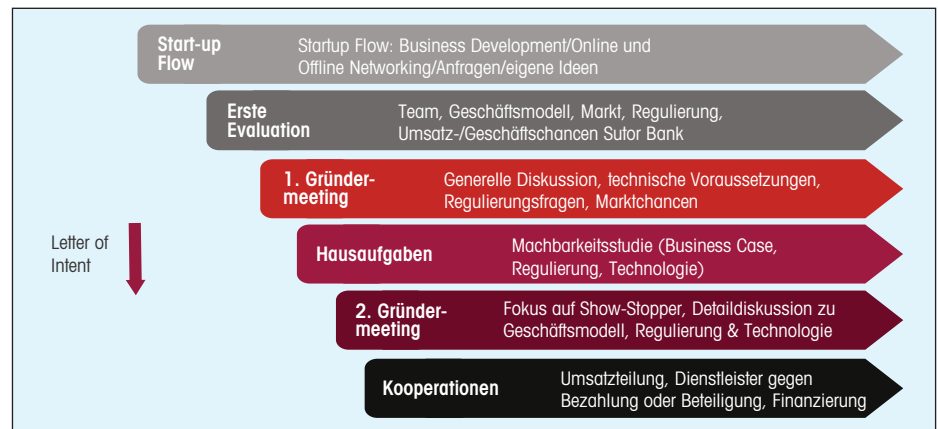 Start-up
Flow
Startup Flow: Business Development/Online und
Offline Networking/Anfragen/eigene Ideen
Erste
Evaluation
Team, Geschäftsmodell, Markt, Regulierung,
Umsatz-/Geschäftschancen Sutor Bank
1. Gründer-
meeting
Generelle Diskussion, technische Voraussetzungen,
Regulierungsfragen, Marktchancen
Letter of
Intent
Hausaufgaben
Machbarkeitsstudie (Business Case,
Regulierung, Technologie)
2. Gründer-
meeting
Fokus auf Show-Stopper, Detaildiskussion zu
Geschäftsmodell, Regulierung & Technologie
Kooperationen
Umsatzteilung, Dienstleister gegen
Bezahlung oder Beteiligung, Finanzierung